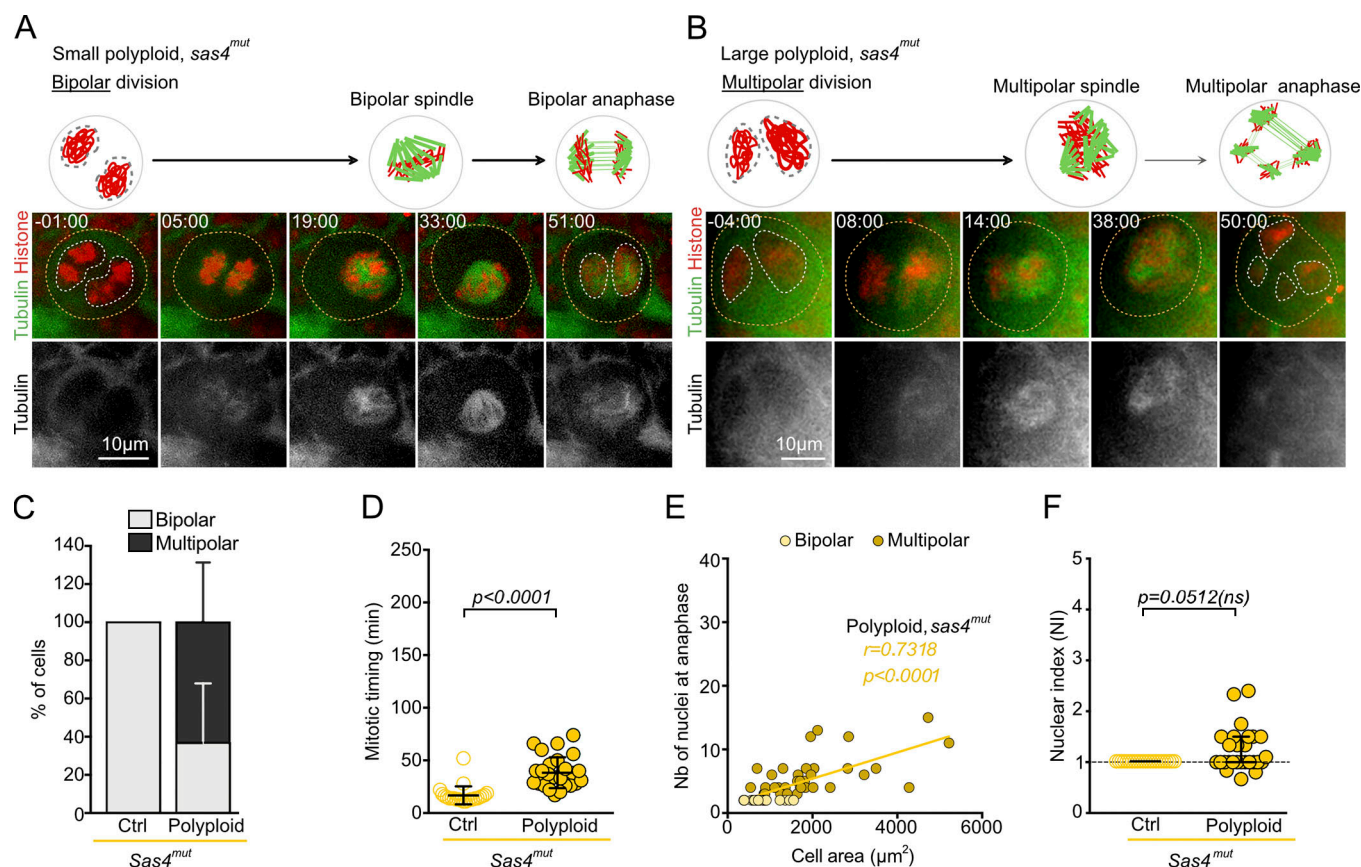 A
Small polyploid, sas4mut
Bipolar division
Bipolar spindle
Bipolar anaphase
Tubulin Histone
-01:00
05:00
19:00
33:00
51:00
Tubulin
10µm
B
Large polyploid, sas4mut
Multipolar division
Multipolar spindle
Multipolar anaphase
Tubulin Histone
-04:00
08:00
14:00
38:00
50:00
Tubulin
10µm
C
Bipolar
Multipolar
% of cells
140
120
100
80
60
40
20
0
Ctrl
Polyploid
Sas4mut
D
Mitotic timing (min)
250
200
150
100
50
0
p<0.0001
Ctrl
Polyploid
Sas4mut
E
Bipolar
Multipolar
Nb of nuclei at anaphase
40
30
20
10
0
Polyploid, sas4mut
r=0.7318
p<0.0001
0
2000
4000
6000
Cell area (µm2)
F
Nuclear index (NI)
5
4
3
2
1
0
p=0.0512(ns)
Ctrl
Polyploid
Sas4mut